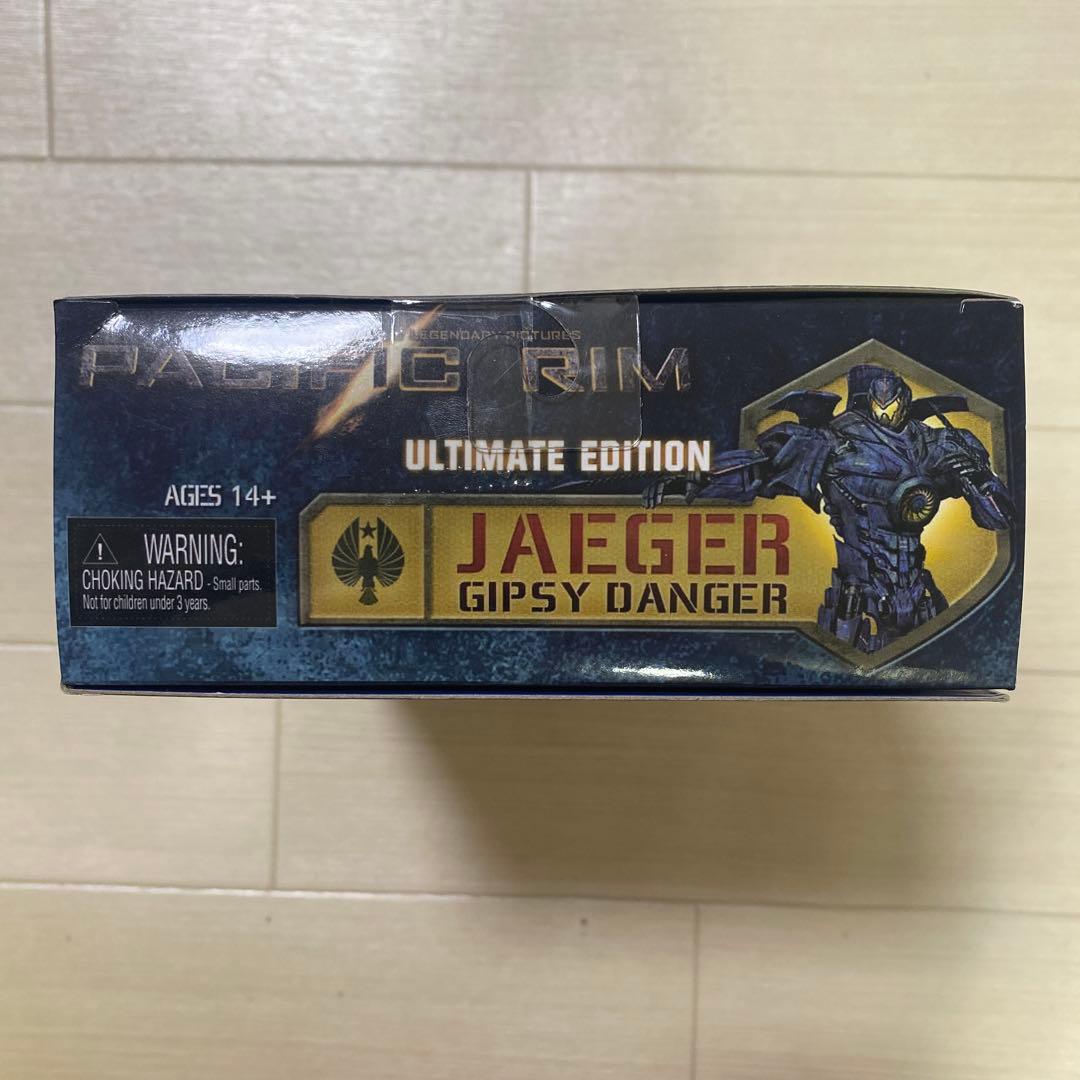 LEGENDARY PICTURES
PACIFIC RIM
ULTIMATE EDITION
AGES 14+
WARNING:
CHOKING HAZARD - Small parts.
Not for children under 3 years.
JAEGER
GIPSY DANGER